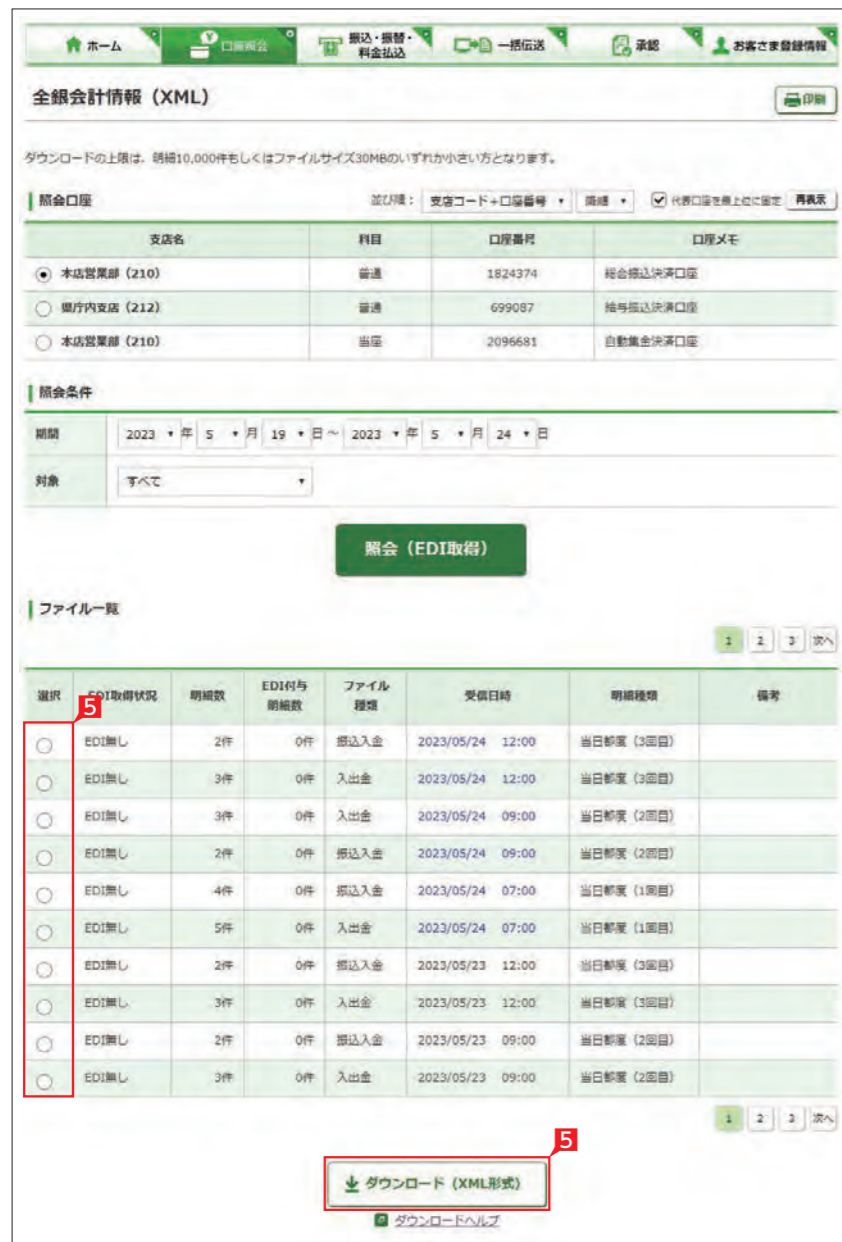 ホーム
口座照会
振込・振替・
料金払込
一括伝送
承認
お客さま登録情報
全銀会計情報（XML）
印刷
ダウンロードの上限は、明細10,000件もしくはファイルサイズ30MBのいずれか小さい方となります。
照会口座 並び順： 支店コード＋口座番号 昇順 代表口座を最上位に固定 再表示
支店名 科目 口座番号 口座メモ
本店営業部（210） 普通 1824374 総合振込決済口座
県庁内支店（212） 普通 699087 給与振込決済口座
本店営業部（210） 当座 2096681 自動集金決済口座
照会条件
期間 2023 年 5 月 19 日 ～ 2023 年 5 月 24 日
対象 すべて
照会（EDI取得）
ファイル一覧
1 2 3 次へ
選択 EDI取得状況 明細数 EDI付与明細数 ファイル種類 受信日時 明細種類 備考
5
EDI無し 2件 0件 振込入金 2023/05/24 12:00 当日都度（3回目）
EDI無し 3件 0件 入出金 2023/05/24 12:00 当日都度（3回目）
EDI無し 3件 0件 入出金 2023/05/24 09:00 当日都度（2回目）
EDI無し 2件 0件 振込入金 2023/05/24 09:00 当日都度（2回目）
EDI無し 4件 0件 振込入金 2023/05/24 07:00 当日都度（1回目）
EDI無し 5件 0件 入出金 2023/05/24 07:00 当日都度（1回目）
EDI無し 2件 0件 振込入金 2023/05/23 12:00 当日都度（3回目）
EDI無し 3件 0件 入出金 2023/05/23 12:00 当日都度（3回目）
EDI無し 2件 0件 振込入金 2023/05/23 09:00 当日都度（2回目）
EDI無し 3件 0件 入出金 2023/05/23 09:00 当日都度（2回目）
1 2 3 次へ
5
ダウンロード（XML形式）
ダウンロードヘルプ